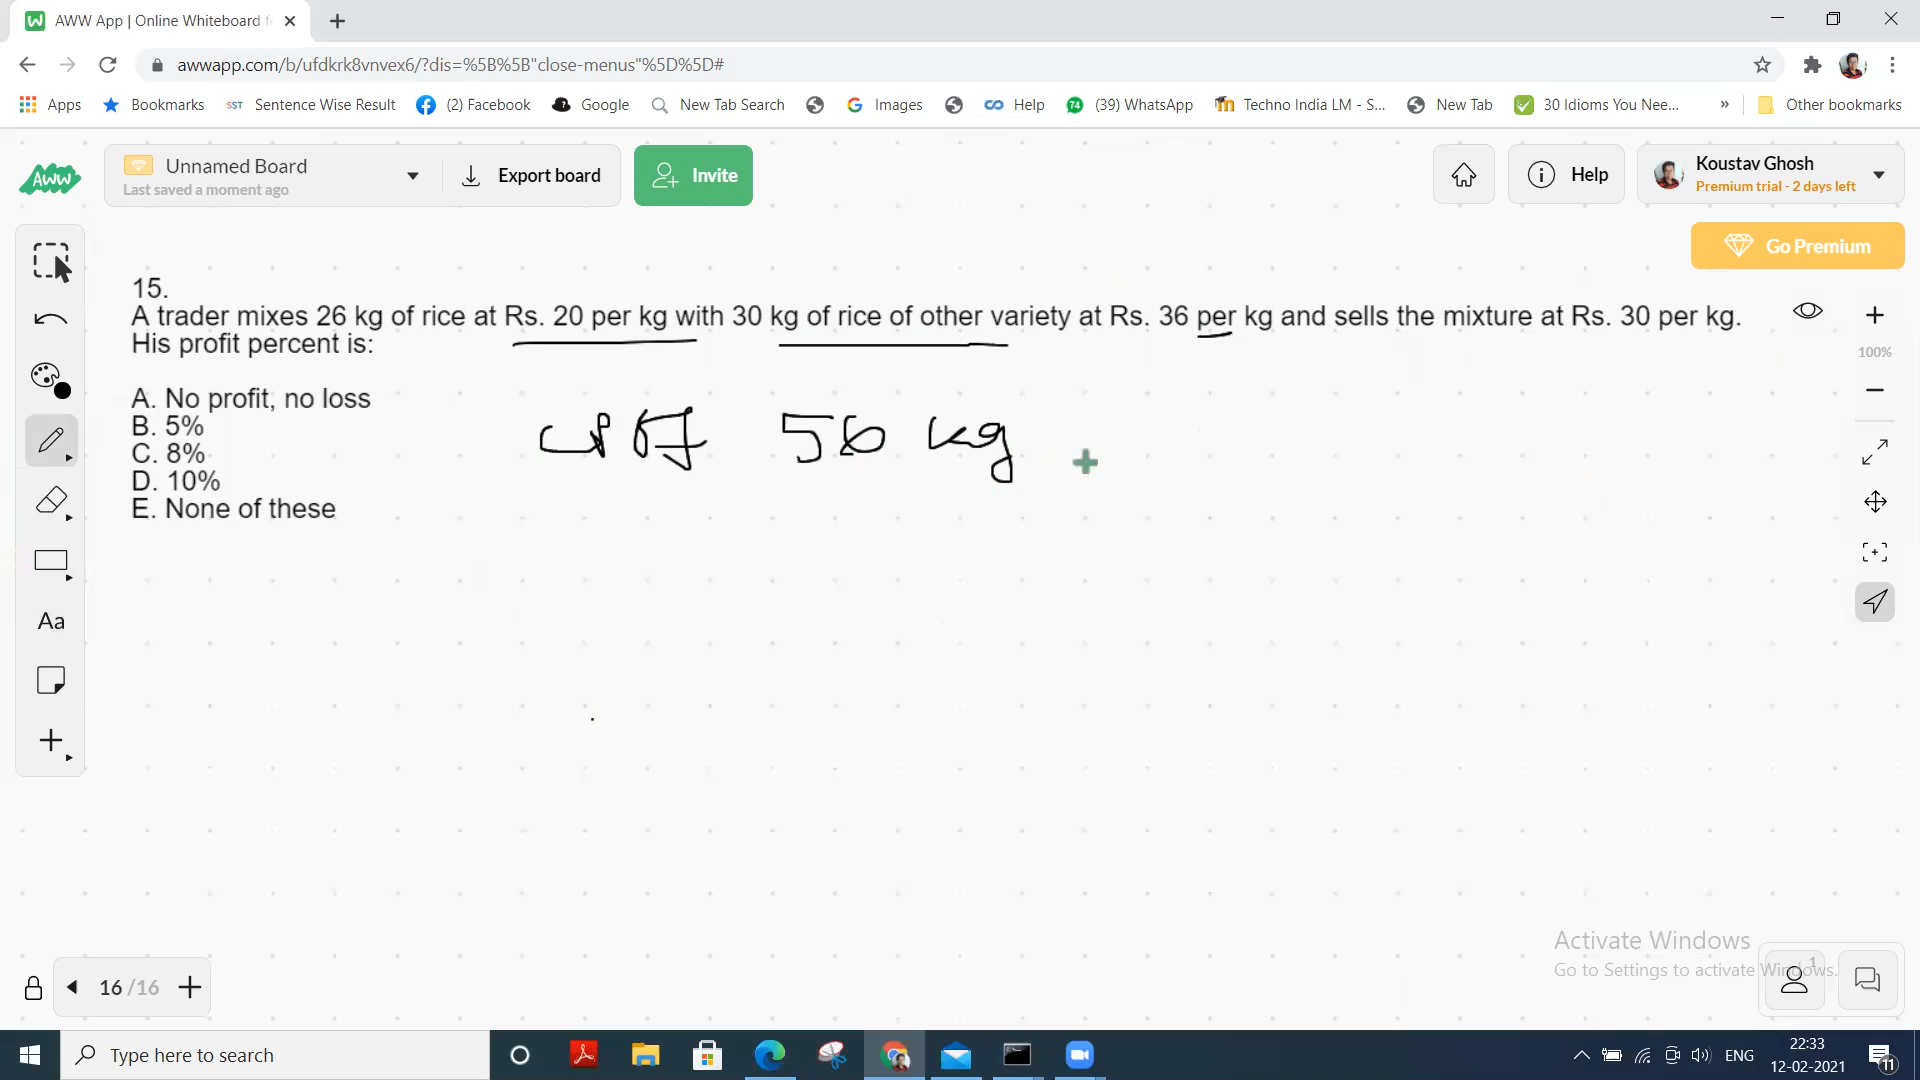 AWW App | Online Whiteboard f
awwapp.com/b/ufdkrk8vnvex6/?dis=%5B%5B"close-menus"%5D%5D#
Apps Bookmarks SST Sentence Wise Result (2) Facebook Google New Tab Search Images Help 74 (39) WhatsApp Techno India LM - S... New Tab 30 Idioms You Nee... » Other bookmarks
AWW Unnamed Board Export board Invite Help Koustav Ghosh
Last saved a moment ago Premium trial - 2 days left
Go Premium
15.
A trader mixes 26 kg of rice at Rs. 20 per kg with 30 kg of rice of other variety at Rs. 36 per kg and sells the mixture at Rs. 30 per kg.
His profit percent is:
100%
A. No profit, no loss
B. 5%
C. 8%
D. 10%
E. None of these
56 kg
Aa
Activate Windows
Go to Settings to activate Windows.
1
16 /16
Type here to search
ENG
22:33
12-02-2021
11